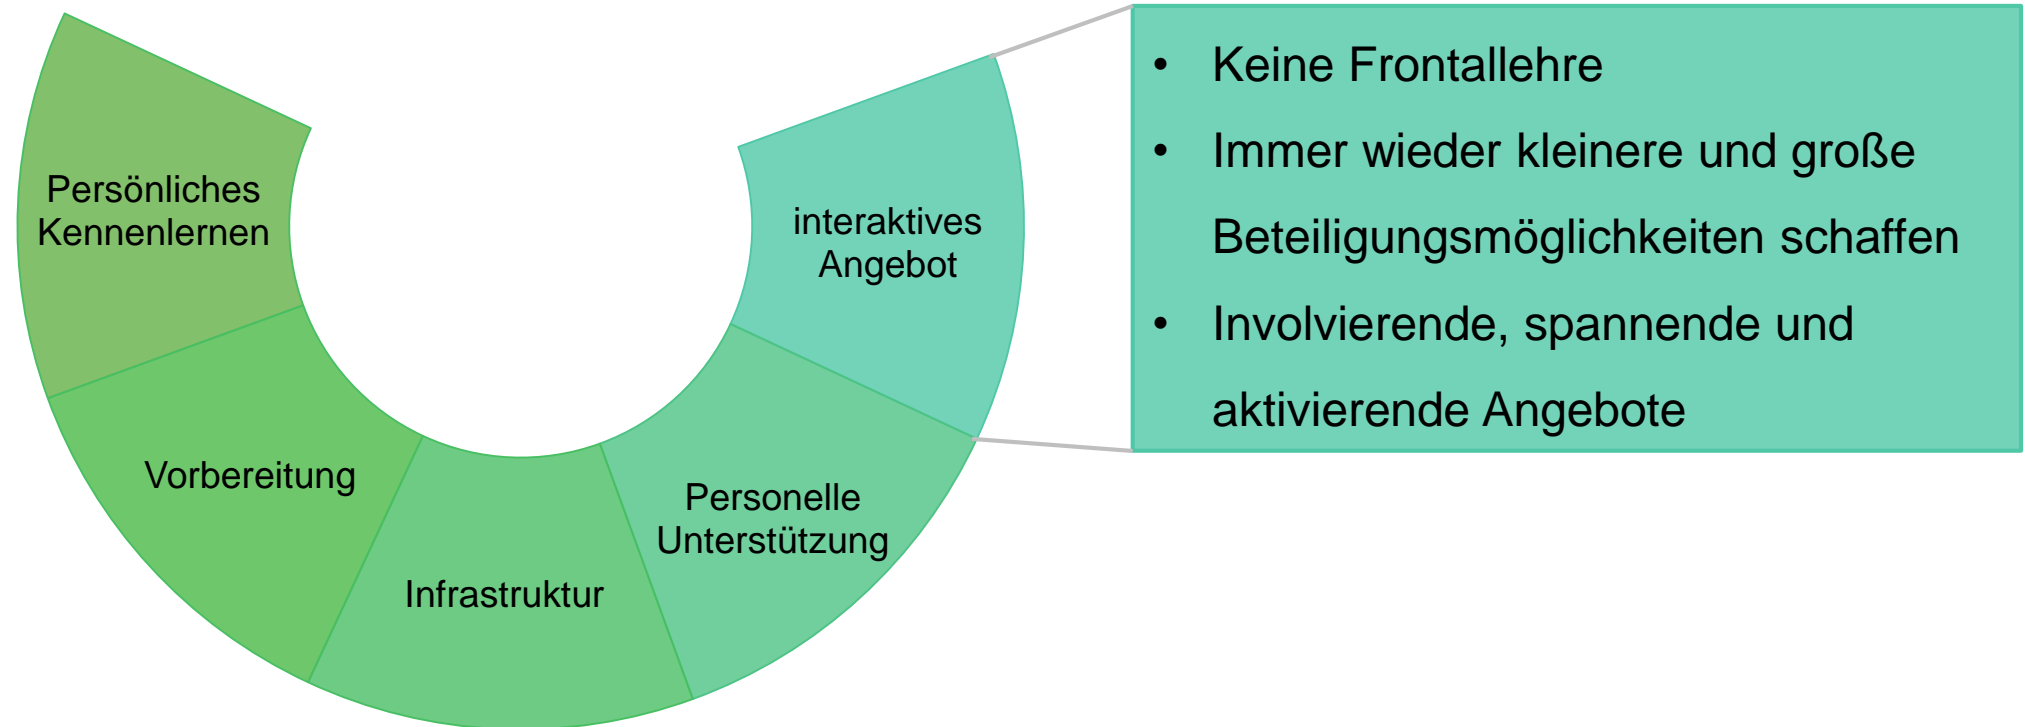 Persönliches
Kennenlernen
Vorbereitung
Infrastruktur
Personelle
Unterstützung
interaktives
Angebot
• Keine Frontallehre
• Immer wieder kleinere und große
Beteiligungsmöglichkeiten schaffen
• Involvierende, spannende und
aktivierende Angebote